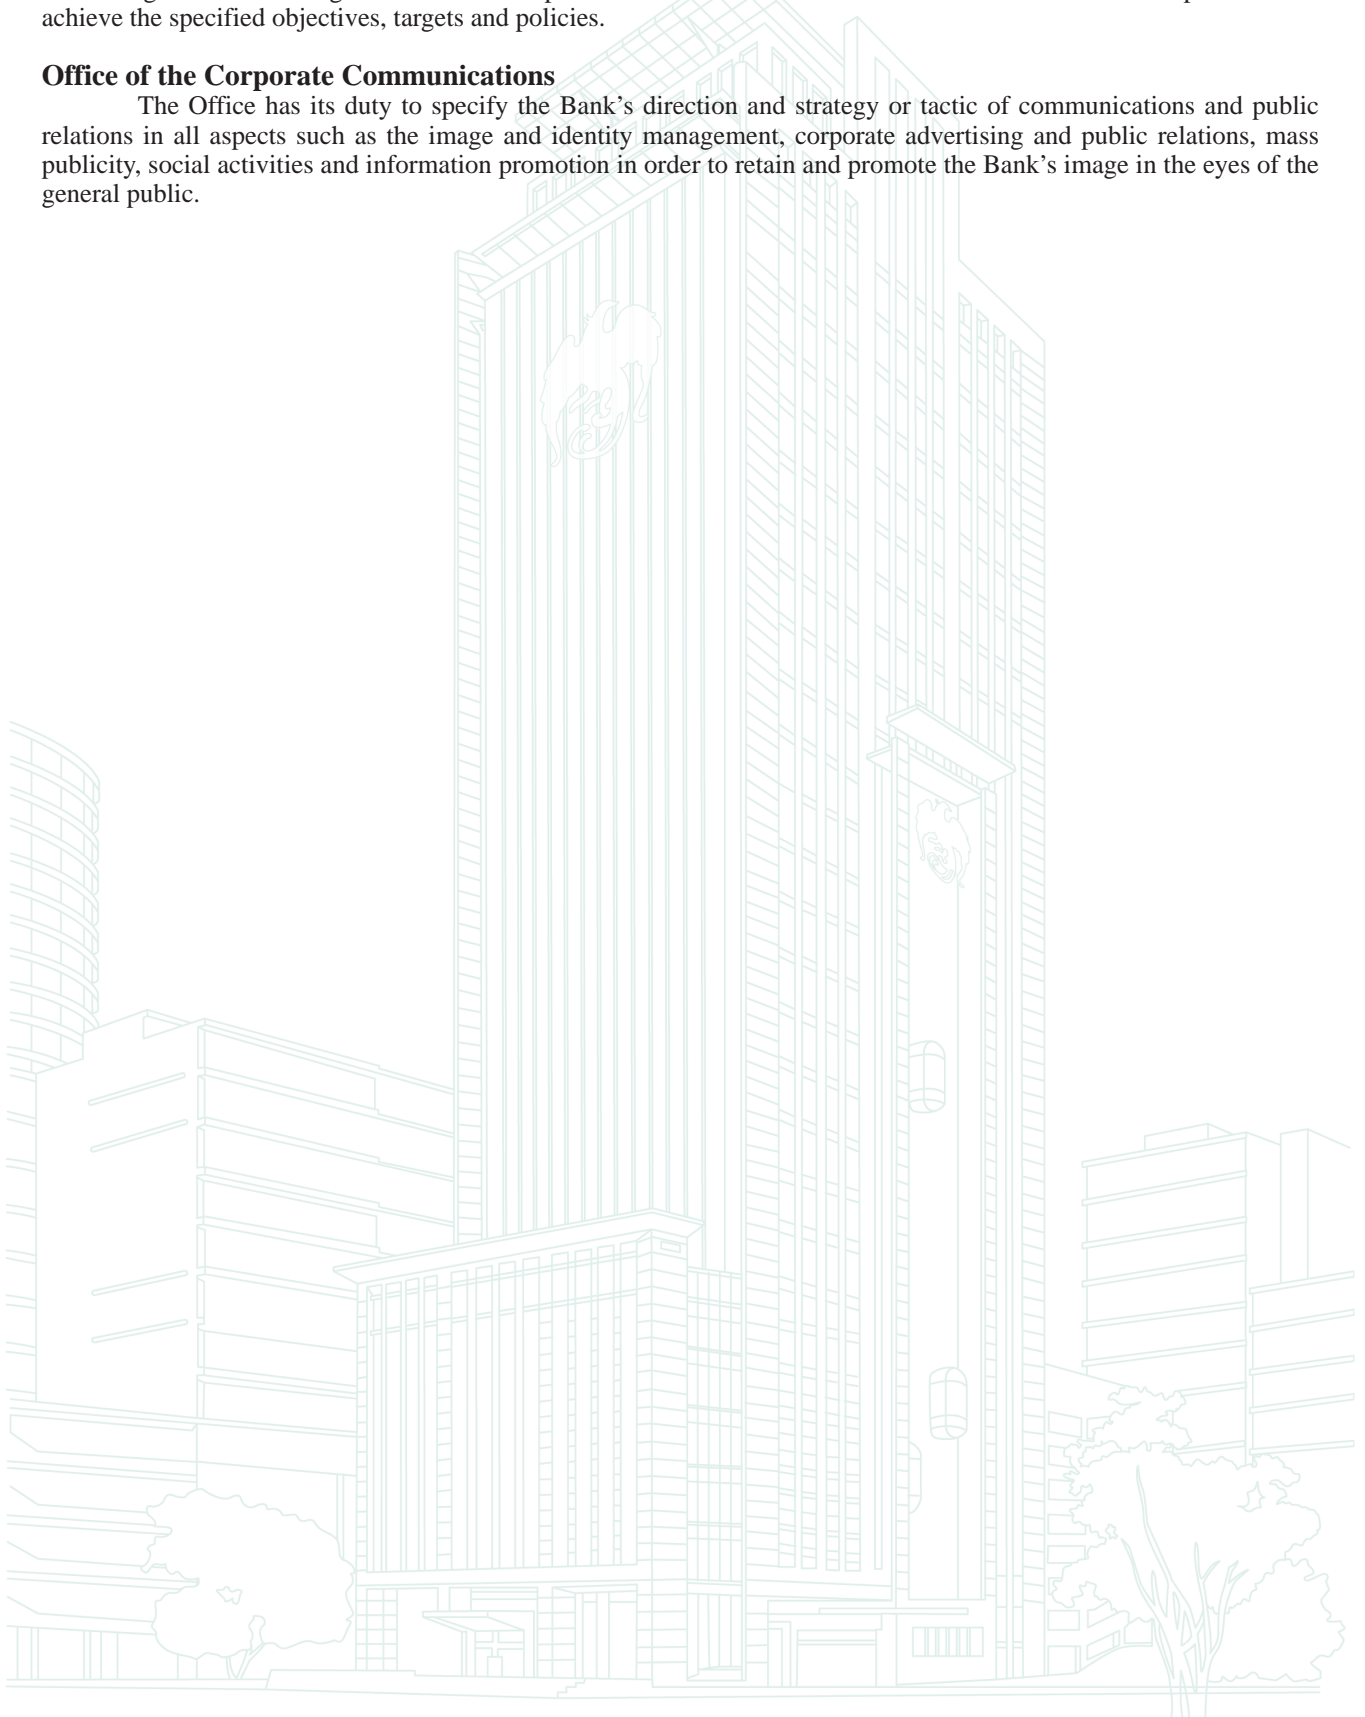 achieve the specified objectives, targets and policies.
Office of the Corporate Communications
The Office has its duty to specify the Bank’s direction and strategy or tactic of communications and public
relations in all aspects such as the image and identity management, corporate advertising and public relations, mass
publicity, social activities and information promotion in order to retain and promote the Bank’s image in the eyes of the
general public.